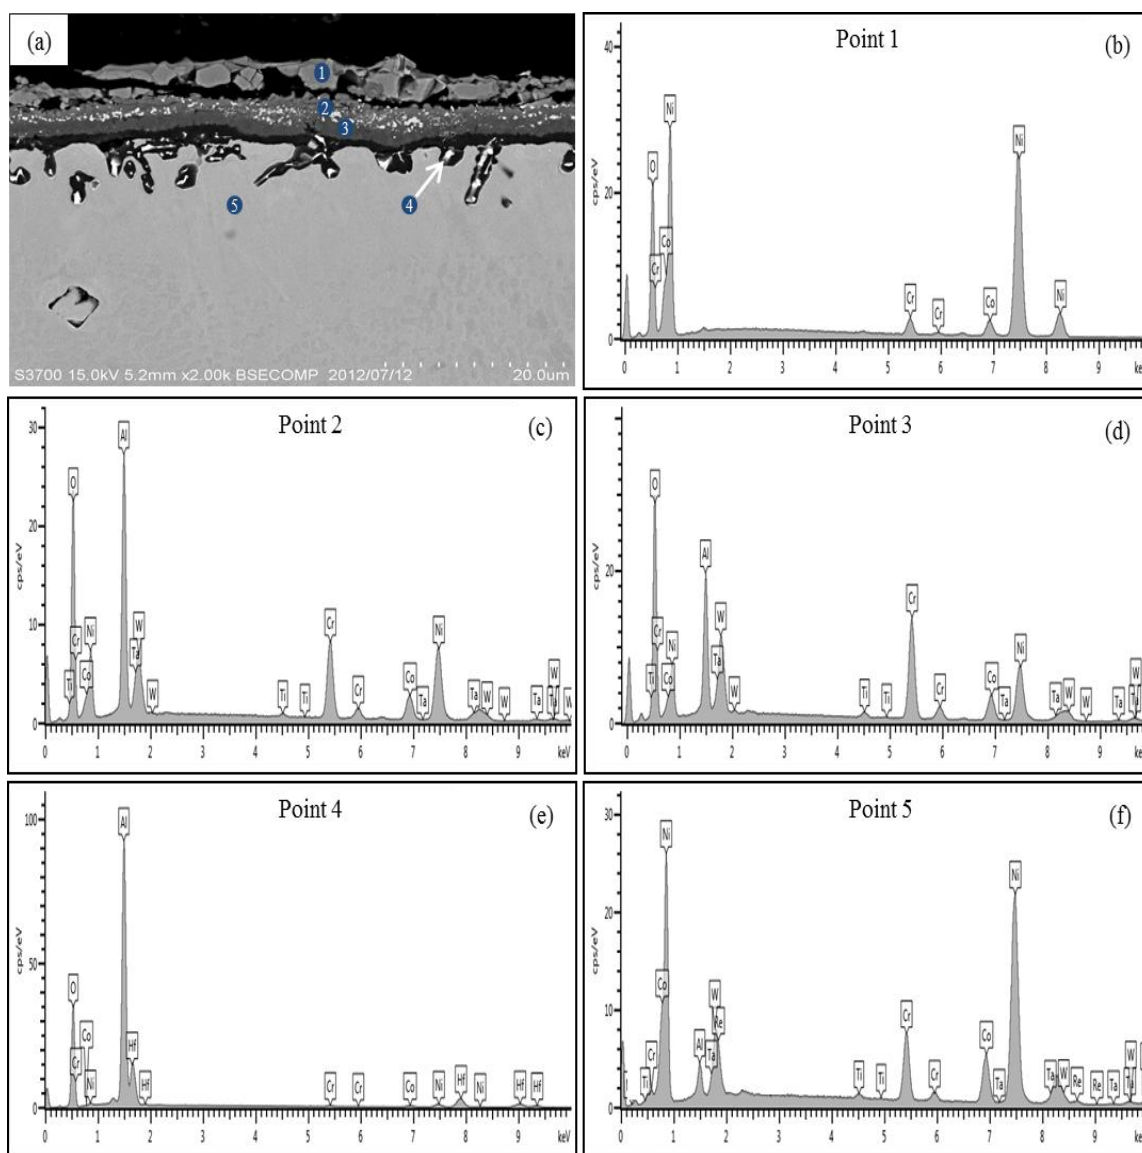 (a)
1
2
3
4
5
S3700 15.0kV 5.2mm x2.00k BSECOMP 2012/07/12 20.0um
Point 1
(b)
cps/eV
40
20
0
O
Cr
Co
Ni
Cr
Cr
Co
Ni
Ni
0 1 2 3 4 5 6 7 8 9 ke
Point 2
(c)
cps/eV
30
20
10
0
Ti
O
Cr
Co
Ni
Al
Ta
W
W
Ti
Ti
Cr
Cr
Co
Ta
Ni
Ta
W
W
Ta
Ta
W
0 1 2 3 4 5 6 7 8 9 keV
Point 3
(d)
cps/eV
20
0
Ti
O
Cr
Co
Ni
Al
Ta
W
W
Ti
Ti
Cr
Cr
Co
Ta
Ni
Ta
W
W
Ta
Ta
W
0 1 2 3 4 5 6 7 8 9 ke
Point 4
(e)
cps/eV
100
50
0
O
Cr
Co
Ni
Al
Hf
Hf
Cr
Cr
Co
Ni
Hf
Ni
Hf
Hf
0 1 2 3 4 5 6 7 8 9 keV
Point 5
(f)
cps/eV
30
20
10
0
Ti
Cr
Co
Ni
Al
Ta
W
Re
Ti
Ti
Cr
Cr
Co
Ta
Ni
Ta
W
Re
Re
Ta
Ta
W
0 1 2 3 4 5 6 7 8 9 ke